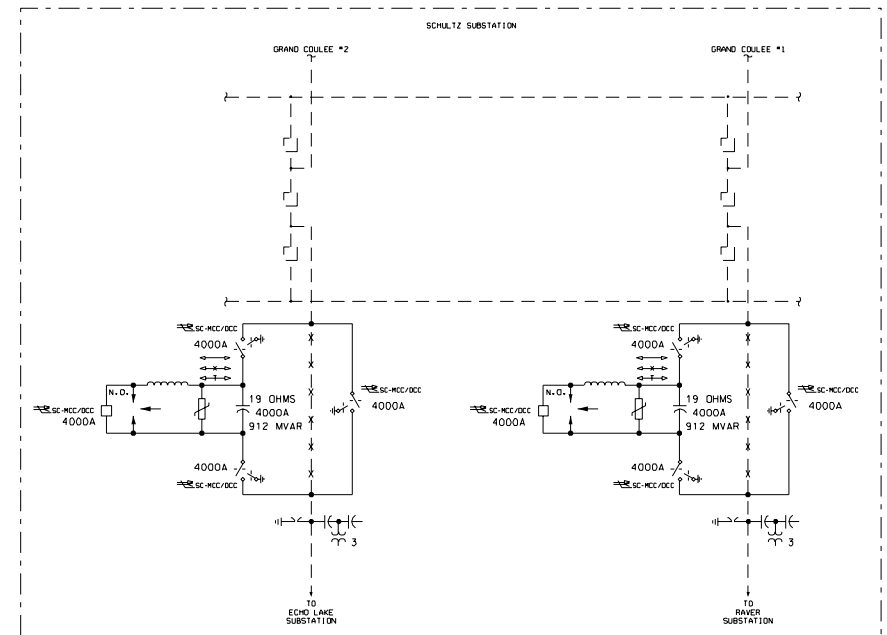 SCHULTZ SUBSTATION
GRAND COULEE #2
GRAND COULEE #1
SC-MCC/DCC
4000A
N.O.
19 OHMS
4000A
912 MVAR
SC-MCC/DCC
4000A
SC-MCC/DCC
4000A
4000A
SC-MCC/DCC
3
TO
ECHO LAKE
SUBSTATION
SC-MCC/DCC
4000A
N.O.
19 OHMS
4000A
912 MVAR
SC-MCC/DCC
4000A
SC-MCC/DCC
4000A
4000A
SC-MCC/DCC
3
TO
RAVER
SUBSTATION